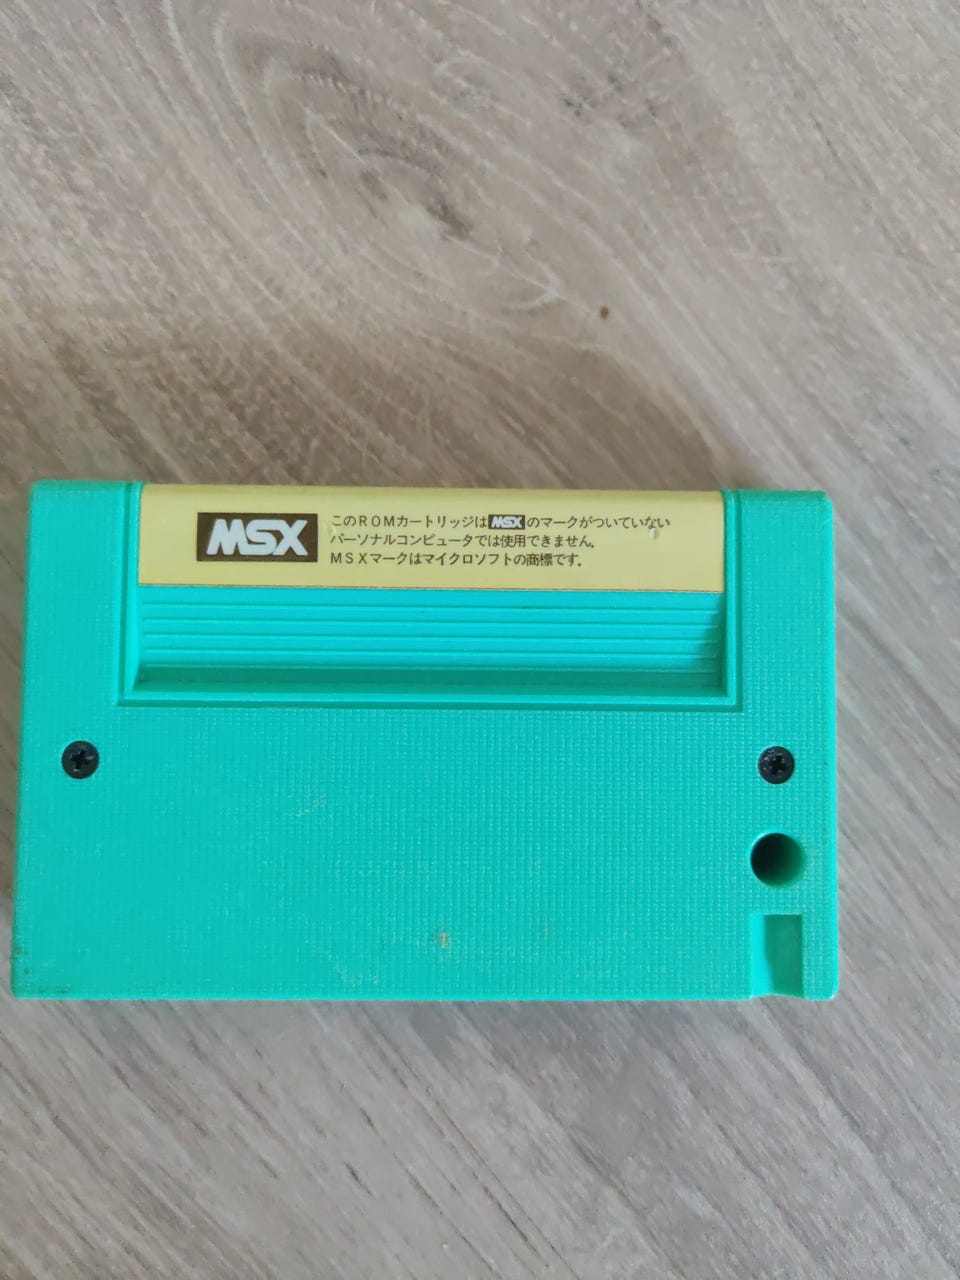 MSX
このROMカートリッジはMSXのマークがついていない
パーソナルコンピュータでは使用できません。
MSXマークはマイクロソフトの商標です。